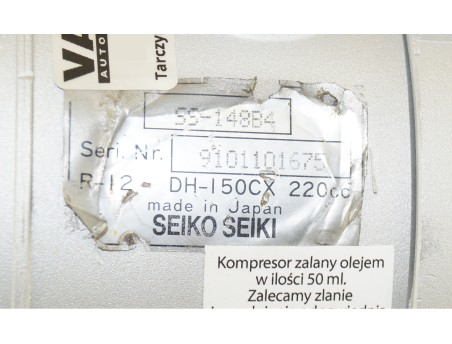 VA
AUTO
Tarczy
SS-148B4
Seri. Nr. 9101101675
R-12 - DH-150CX 220cc
made in Japan
SEIKO SEIKI
Kompresor zalany olejem
w ilości 50 ml.
Zalecamy zlanie